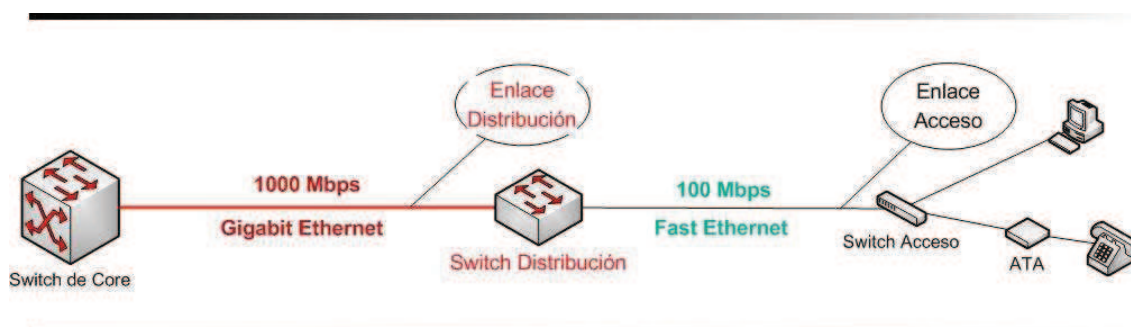 Enlace
Distribución
Enlace
Acceso
1000 Mbps
Gigabit Ethernet
100 Mbps
Fast Ethernet
Switch de Core
Switch Distribución
Switch Acceso
ATA